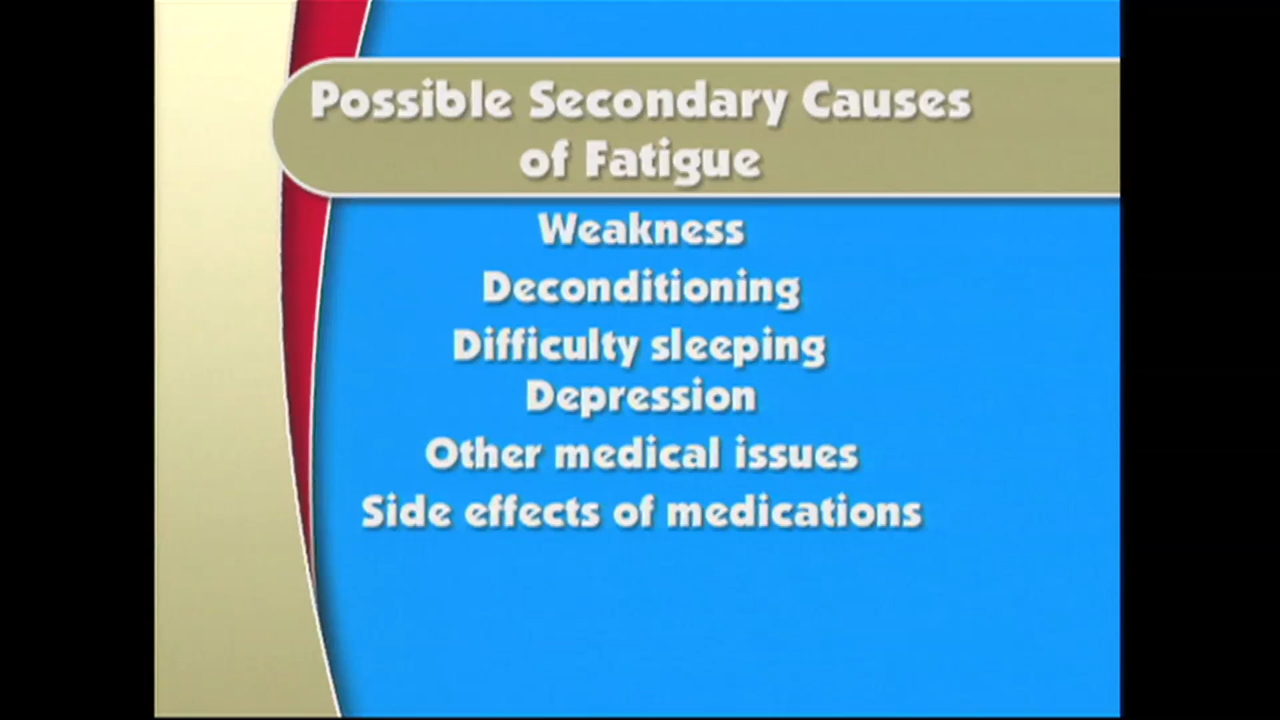 Possible Secondary Causes
of Fatigue
Weakness
Deconditioning
Difficulty sleeping
Depression
Other medical issues
Side effects of medications